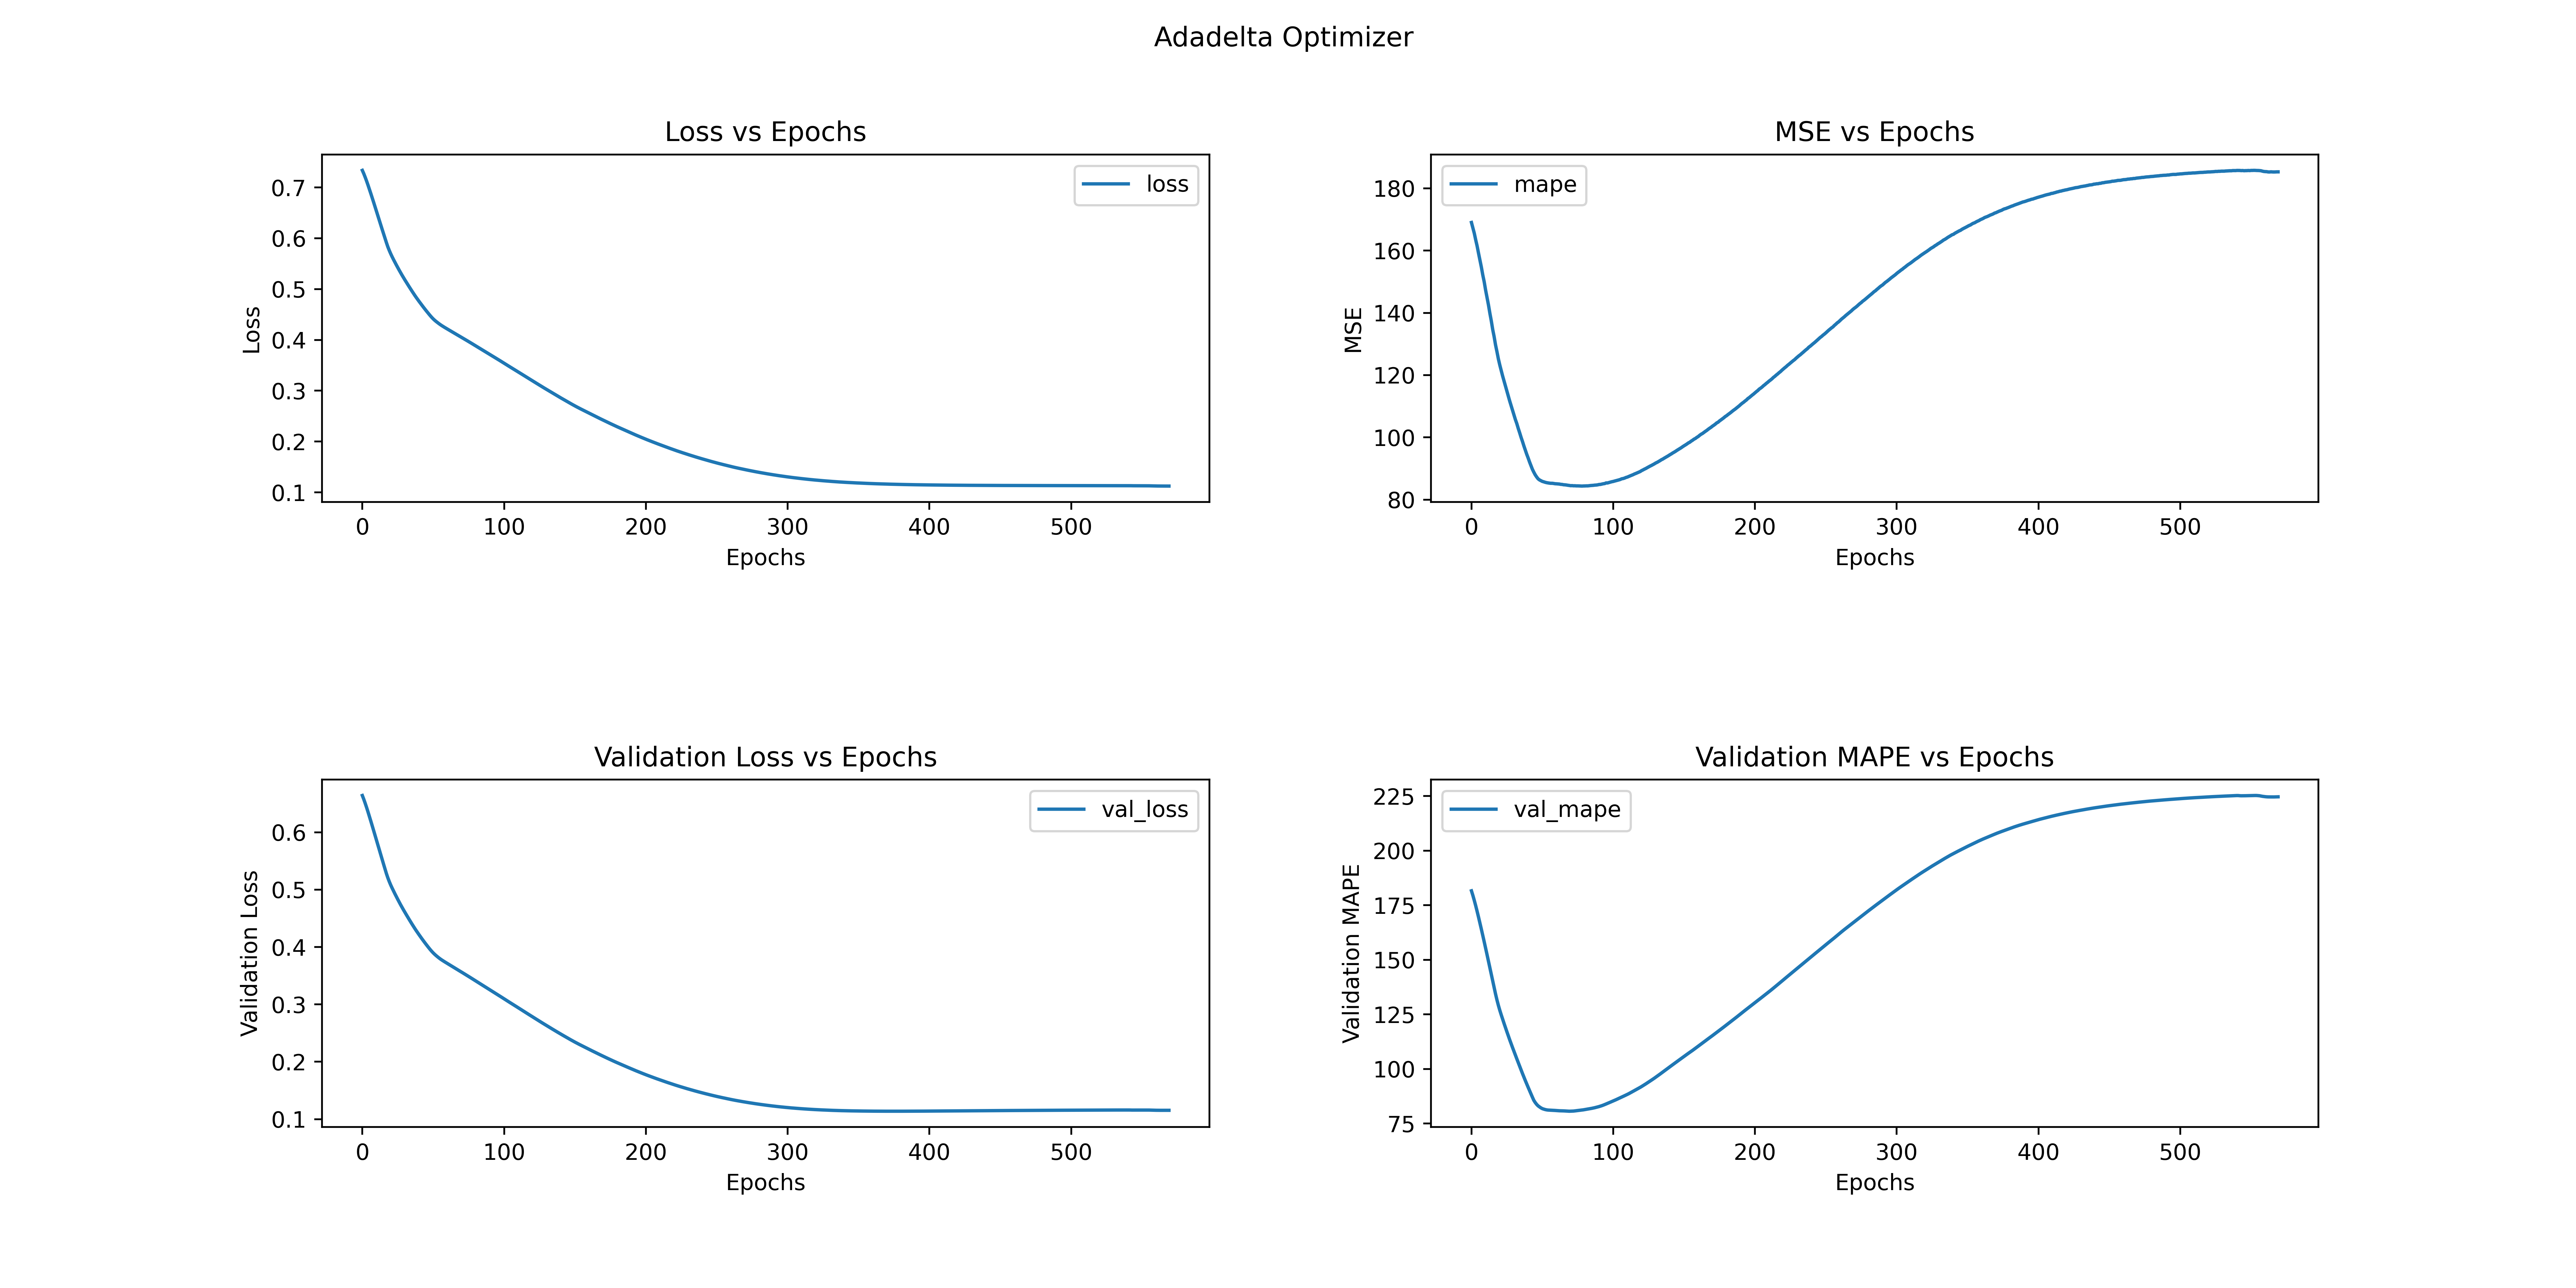 Adadelta Optimizer
Loss vs Epochs
loss
Loss
0.7
0.6
0.5
0.4
0.3
0.2
0.1
0 100 200 300 400 500
Epochs
MSE vs Epochs
mape
MSE
180
160
140
120
100
80
0 100 200 300 400 500
Epochs
Validation Loss vs Epochs
val_loss
Validation Loss
0.6
0.5
0.4
0.3
0.2
0.1
0 100 200 300 400 500
Epochs
Validation MAPE vs Epochs
val_mape
Validation MAPE
225
200
175
150
125
100
75
0 100 200 300 400 500
Epochs